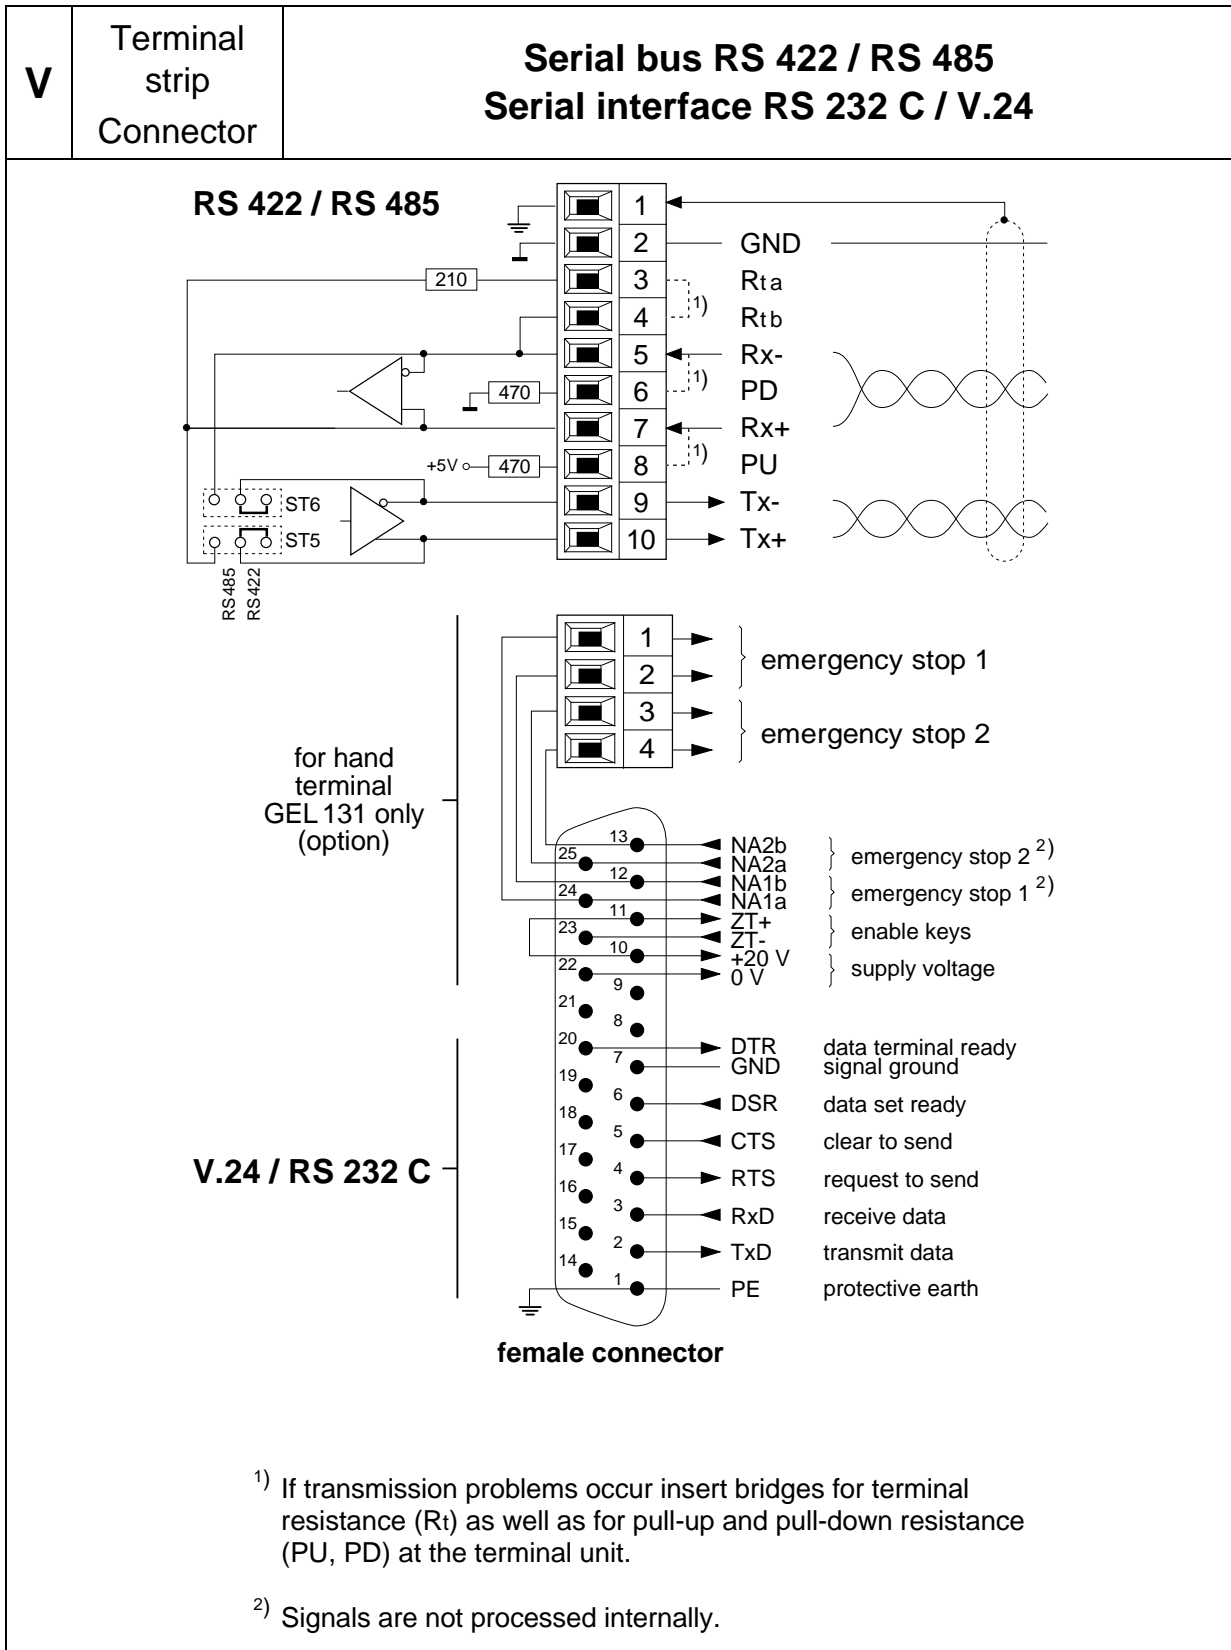 V
Terminal
strip
Connector
Serial bus RS 422 / RS 485
Serial interface RS 232 C / V.24
RS 422 / RS 485
1
2 GND
210 3 Rta
4 Rtb
1)
5 Rx-
470 6 PD
1)
7 Rx+
+5V 470 8 PU
1)
ST6 9 Tx-
ST5 10 Tx+
RS485
RS422
1
2
emergency stop 1
3
4
emergency stop 2
for hand
terminal
GEL 131 only
(option)
13 NA2b
25 NA2a
emergency stop 2 2)
12 NA1b
24 NA1a
emergency stop 1 2)
11 ZT+
23 ZT-
enable keys
10 +20 V
22 0 V
supply voltage
9
21
8
20 DTR data terminal ready
7 GND signal ground
19
6 DSR data set ready
18
5 CTS clear to send
17
V.24 / RS 232 C
4 RTS request to send
16
3 RxD receive data
15
2 TxD transmit data
14
1 PE protective earth
female connector
1) If transmission problems occur insert bridges for terminal
resistance (Rt) as well as for pull-up and pull-down resistance
(PU, PD) at the terminal unit.
2) Signals are not processed internally.